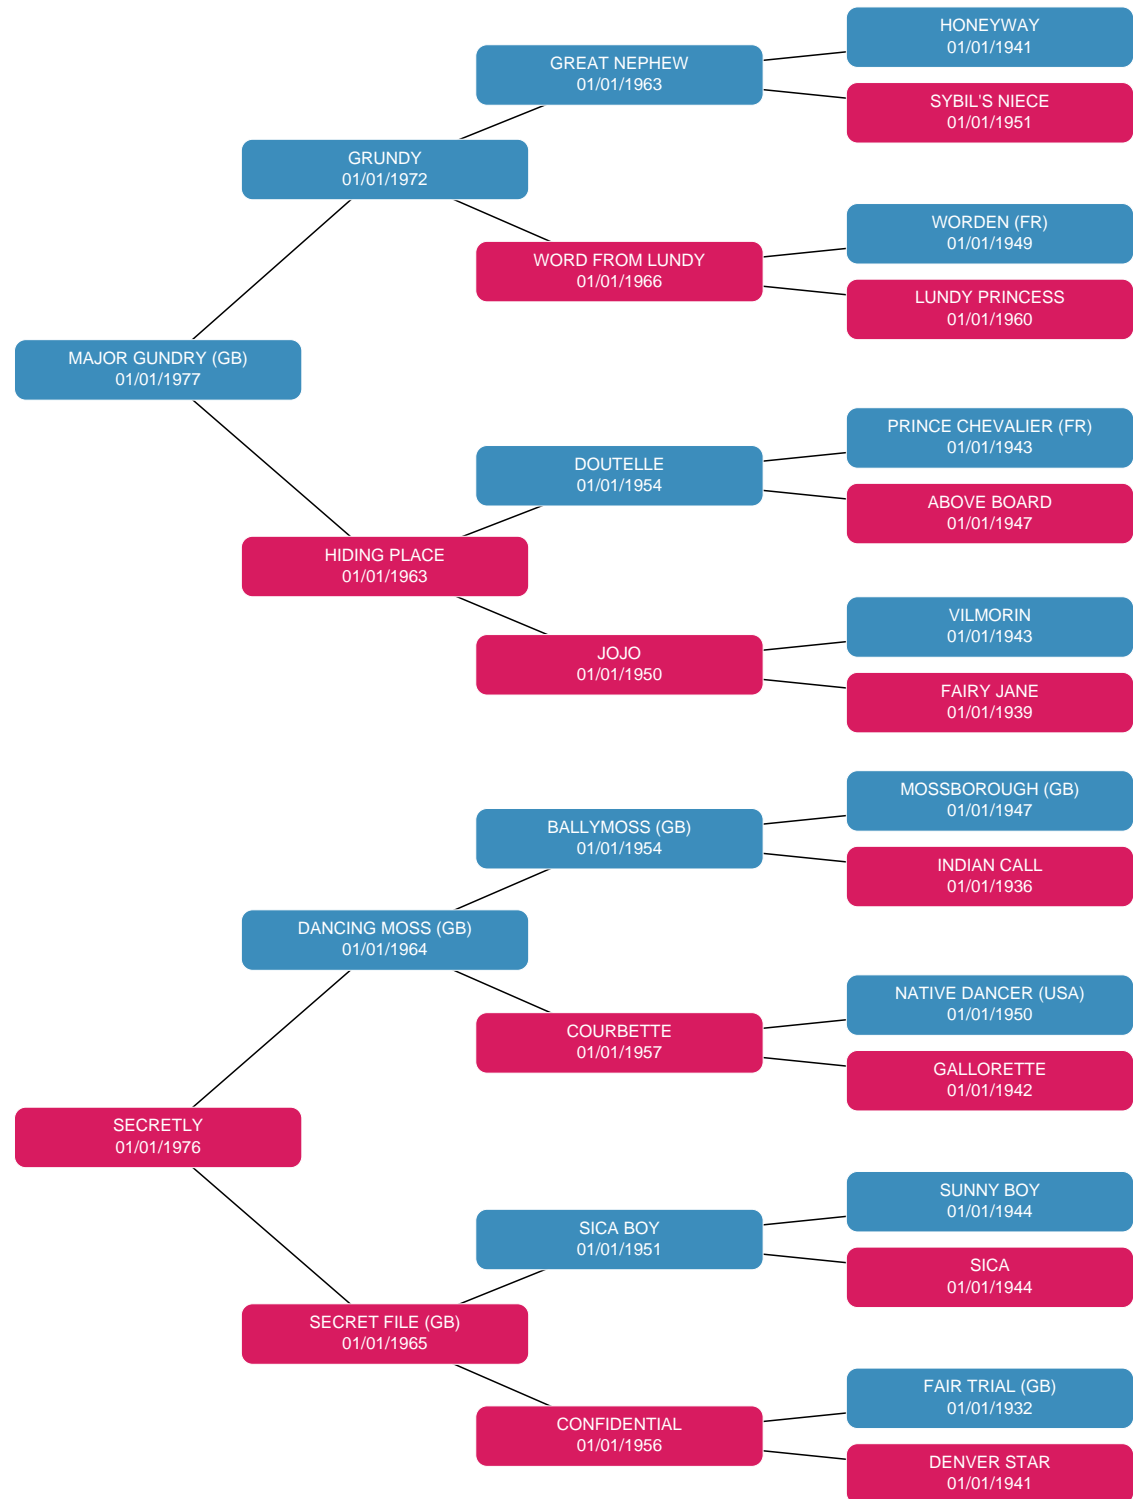 HONEYWAY
01/01/1941
GREAT NEPHEW
01/01/1963
SYBIL'S NIECE
01/01/1951
GRUNDY
01/01/1972
WORDEN (FR)
01/01/1949
WORD FROM LUNDY
01/01/1966
LUNDY PRINCESS
01/01/1960
MAJOR GUNDRY (GB)
01/01/1977
PRINCE CHEVALIER (FR)
01/01/1943
DOUTELLE
01/01/1954
ABOVE BOARD
01/01/1947
HIDING PLACE
01/01/1963
VILMORIN
01/01/1943
JOJO
01/01/1950
FAIRY JANE
01/01/1939
MOSSBOROUGH (GB)
01/01/1947
BALLYMOSS (GB)
01/01/1954
INDIAN CALL
01/01/1936
DANCING MOSS (GB)
01/01/1964
NATIVE DANCER (USA)
01/01/1950
COURBETTE
01/01/1957
GALLORETTE
01/01/1942
SECRETLY
01/01/1976
SUNNY BOY
01/01/1944
SICA BOY
01/01/1951
SICA
01/01/1944
SECRET FILE (GB)
01/01/1965
FAIR TRIAL (GB)
01/01/1932
CONFIDENTIAL
01/01/1956
DENVER STAR
01/01/1941